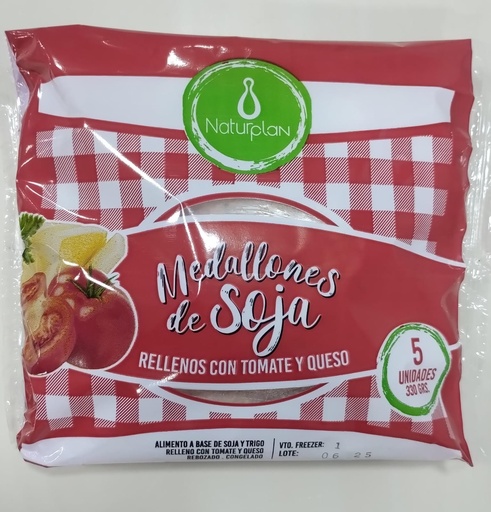 Naturplan
Medallones
de Soja
RELLENOS CON TOMATE Y QUESO
5
UNIDADES
330 GRS.
ALIMENTO A BASE DE SOJA Y TRIGO
RELLENO CON TOMATE Y QUESO
REBOZADO . CONGELADO
VTO. FREEZER: 1
LOTE: 06 25